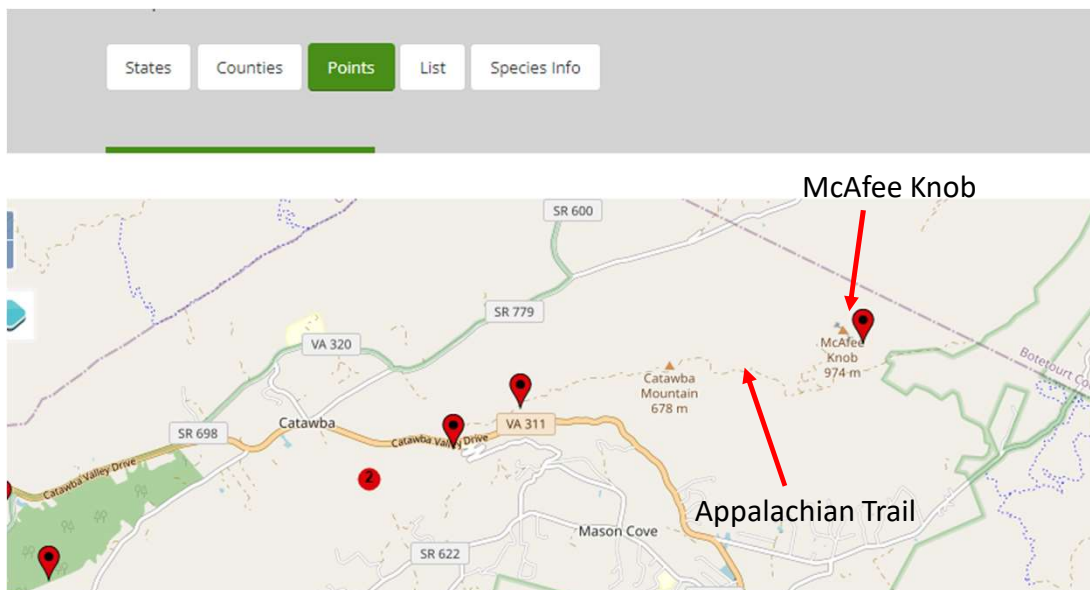 States
Counties
Points
List
Species Info
McAfee Knob
SR 600
SR 779
VA 320
McAfee
Knob
974 m
Botetourt Co
Catawba
Mountain
678 m
Catawba
VA 311
SR 698
Catawba Valley Drive
Catawba Valley Drive
2
Appalachian Trail
Mason Cove
SR 622